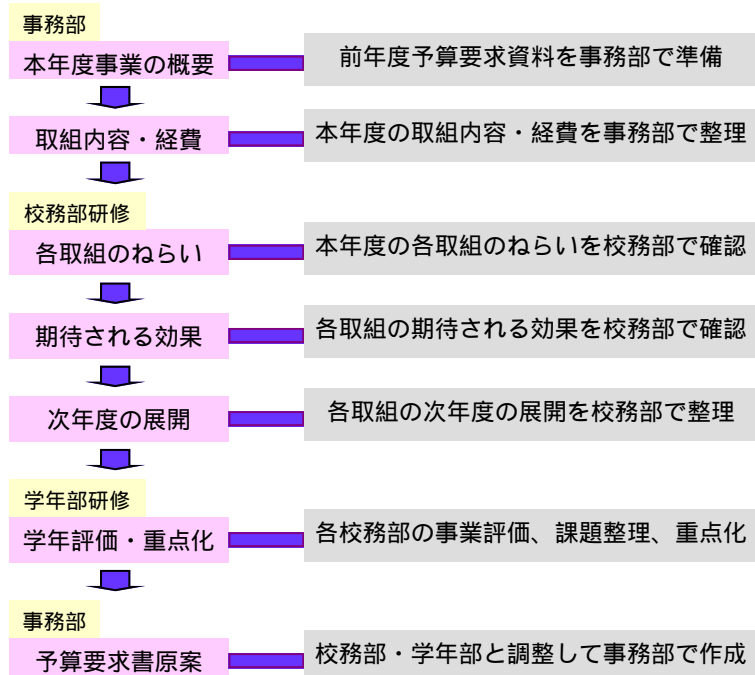 事務部
本年度事業の概要
前年度予算要求資料を事務部で準備
取組内容・経費
本年度の取組内容・経費を事務部で整理
校務部研修
各取組のねらい
本年度の各取組のねらいを校務部で確認
期待される効果
各取組の期待される効果を校務部で確認
次年度の展開
各取組の次年度の展開を校務部で整理
学年部研修
学年評価・重点化
各校務部の事業評価、課題整理、重点化
事務部
予算要求書原案
校務部・学年部と調整して事務部で作成